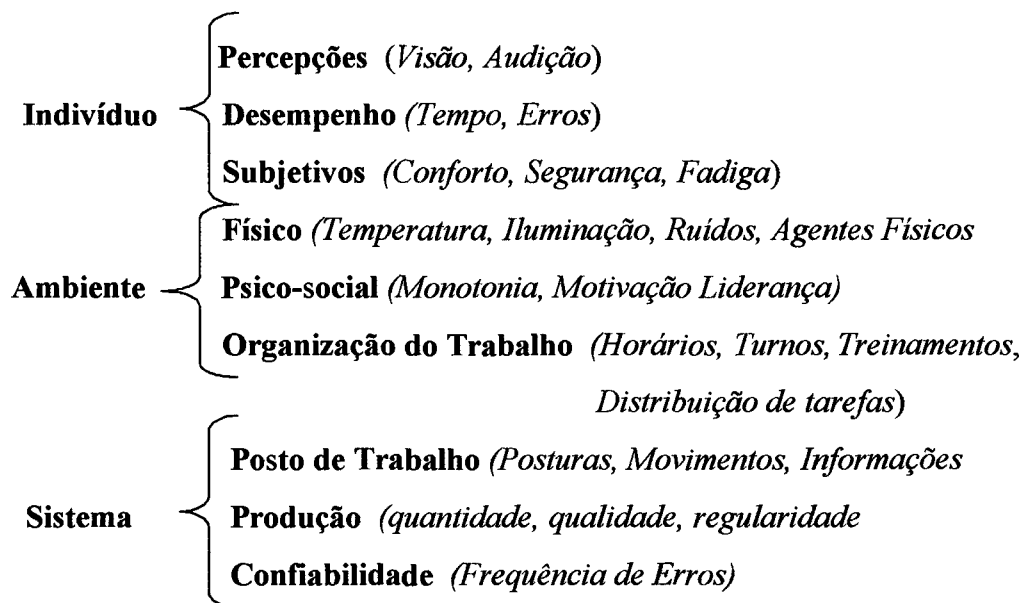 Percepções (Visão, Audição)
Indivíduo Desempenho (Tempo, Erros)
Subjetivos (Conforto, Segurança, Fadiga)
Físico (Temperatura, Iluminação, Ruídos, Agentes Físicos
Ambiente Psico-social (Monotonia, Motivação Liderança)
Organização do Trabalho (Horários, Turnos, Treinamentos,
Distribuição de tarefas)
Posto de Trabalho (Posturas, Movimentos, Informações
Sistema Produção (quantidade, qualidade, regularidade
Confiabilidade (Frequência de Erros)